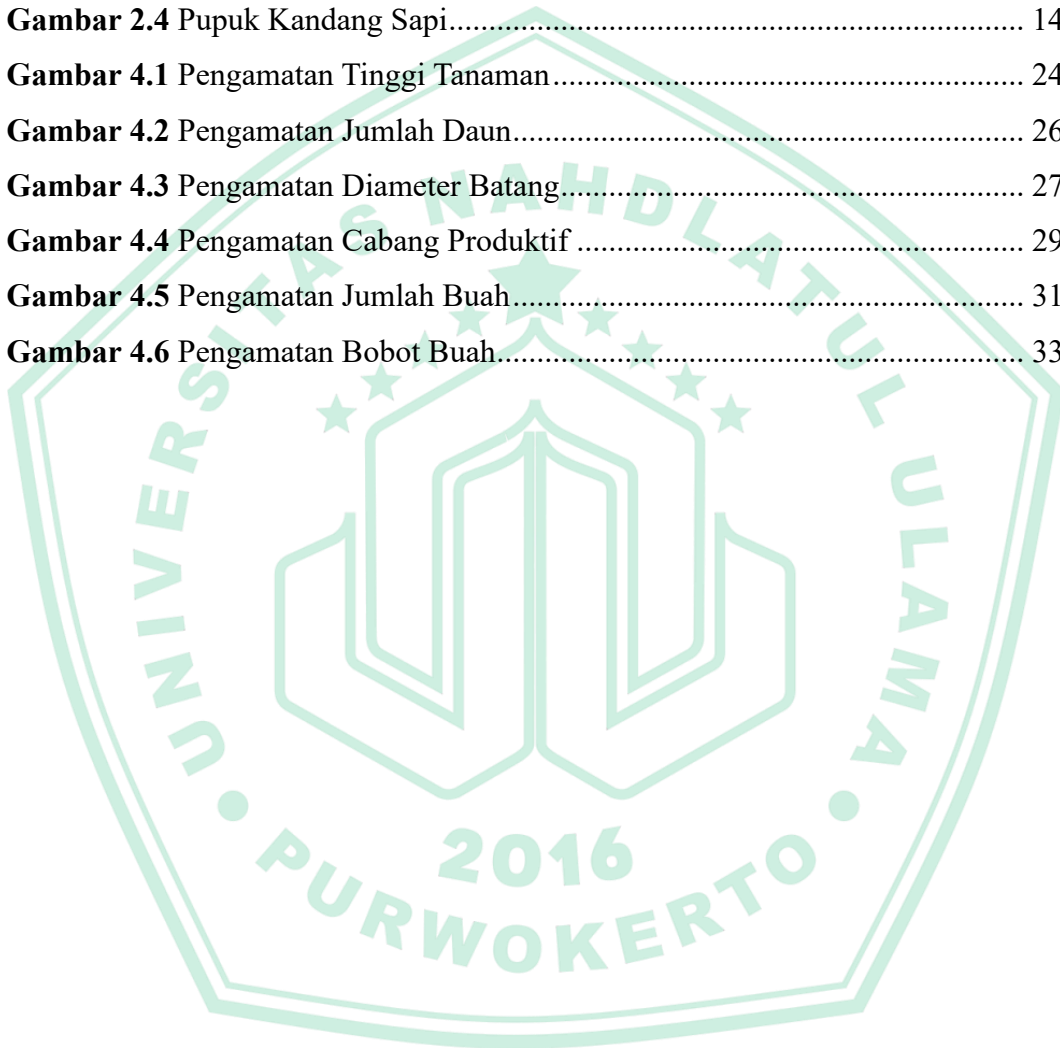 Gambar 2.4 Pupuk Kandang Sapi........................................................................ 14
Gambar 4.1 Pengamatan Tinggi Tanaman.......................................................... 24
Gambar 4.2 Pengamatan Jumlah Daun................................................................ 26
Gambar 4.3 Pengamatan Diameter Batang.......................................................... 27
Gambar 4.4 Pengamatan Cabang Produktif ........................................................ 29
Gambar 4.5 Pengamatan Jumlah Buah................................................................ 31
Gambar 4.6 Pengamatan Bobot Buah.................................................................. 33
UNIVERSITAS NAHDLATUL ULAMA
2016
PURWOKERTO